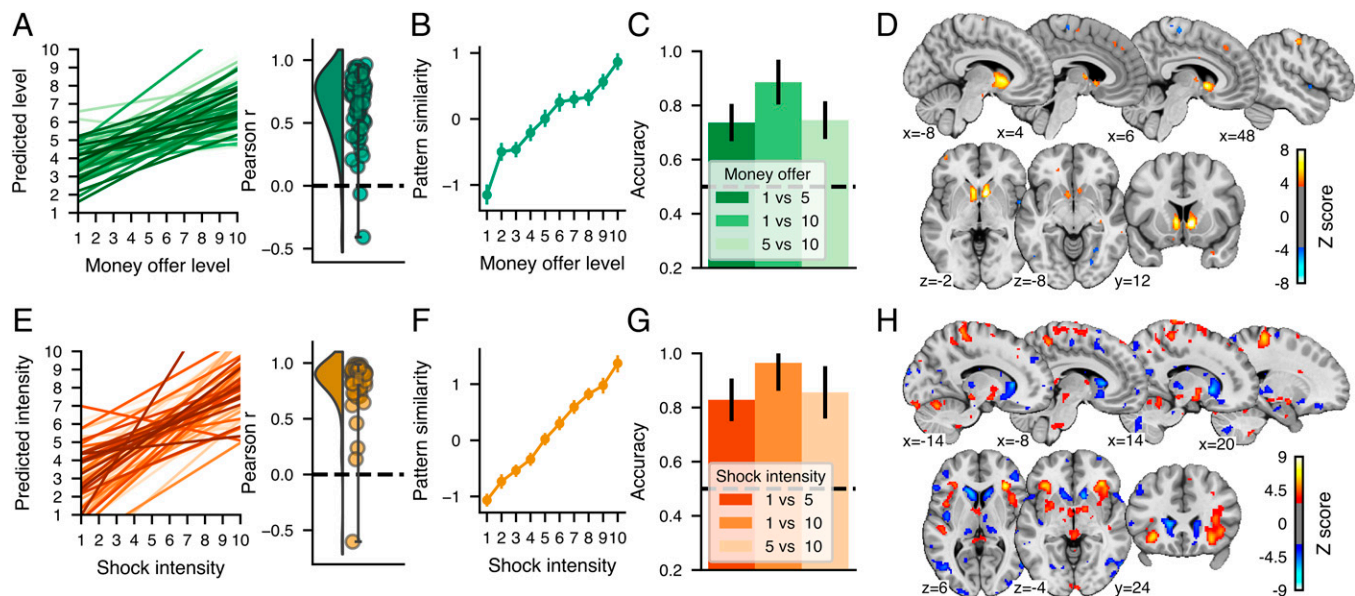 A
Predicted level
10
9
8
7
6
5
4
3
2
1
1 2 3 4 5 6 7 8 9 10
Money offer level
Pearson r
1.0
0.5
0.0
−0.5
B
Pattern similarity
1
0
−1
1 2 3 4 5 6 7 8 9 10
Money offer level
C
Accuracy
1.0
0.8
0.6
0.4
0.2
Money offer
1 vs 5
1 vs 10
5 vs 10
D
x=-8
x=4
x=6
x=48
z=-2
z=-8
y=12
8
4
0
-4
-8
Z score
E
Predicted intensity
10
9
8
7
6
5
4
3
2
1
1 2 3 4 5 6 7 8 9 10
Shock intensity
Pearson r
1.0
0.5
0.0
−0.5
F
Pattern similarity
1
0
−1
1 2 3 4 5 6 7 8 9 10
Shock intensity
G
Accuracy
1.0
0.8
0.6
0.4
0.2
Shock intensity
1 vs 5
1 vs 10
5 vs 10
H
x=-14
x=-8
x=14
x=20
z=6
z=-4
y=24
9
4.5
0
-4.5
-9
Z score